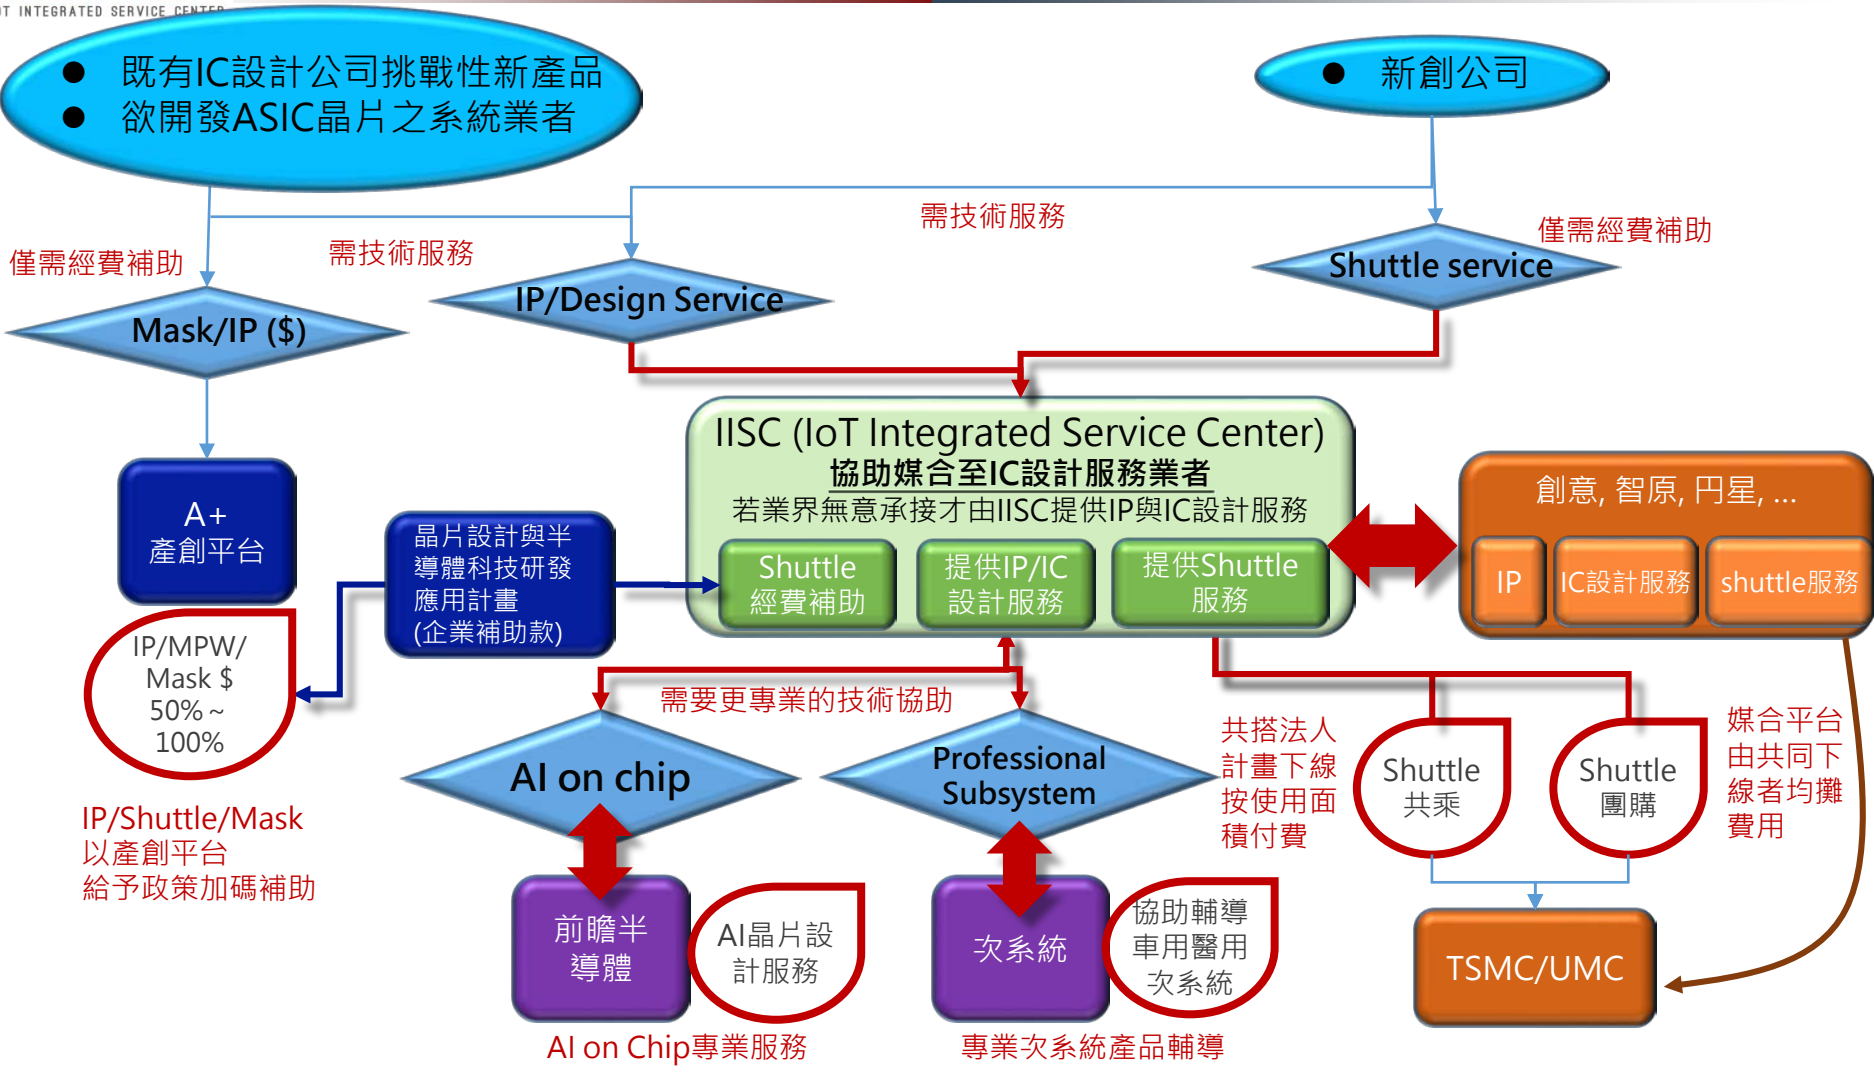 INTEGRATED SERVICE CENTER
● 既有IC設計公司挑戰性新產品
● 欲開發ASIC晶片之系統業者
● 新創公司
需技術服務
僅需經費補助
需技術服務
僅需經費補助
Shuttle service
IP/Design Service
Mask/IP ($)
IISC (IoT Integrated Service Center)
協助媒合至IC設計服務業者
若業界無意承接才由IISC提供IP與IC設計服務
Shuttle
經費補助
提供IP/IC
設計服務
提供Shuttle
服務
創意, 智原, 円星, ...
IP
IC設計服務
shuttle服務
A+
產創平台
晶片設計與半
導體科技研發
應用計畫
(企業補助款)
IP/MPW/
Mask $
50%～
100%
IP/Shuttle/Mask
以產創平台
給予政策加碼補助
需要更專業的技術協助
AI on chip
Professional
Subsystem
共搭法人
計畫下線
按使用面
積付費
Shuttle
共乘
Shuttle
團購
媒合平台
由共同下
線者均攤
費用
前瞻半
導體
AI晶片設
計服務
次系統
協助輔導
車用醫用
次系統
TSMC/UMC
AI on Chip專業服務
專業次系統產品輔導